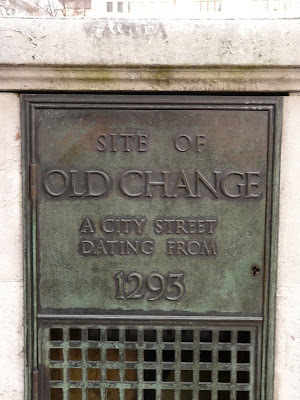 SITE OF
OLD CHANGE
A CITY STREET
DATING FROM
1293